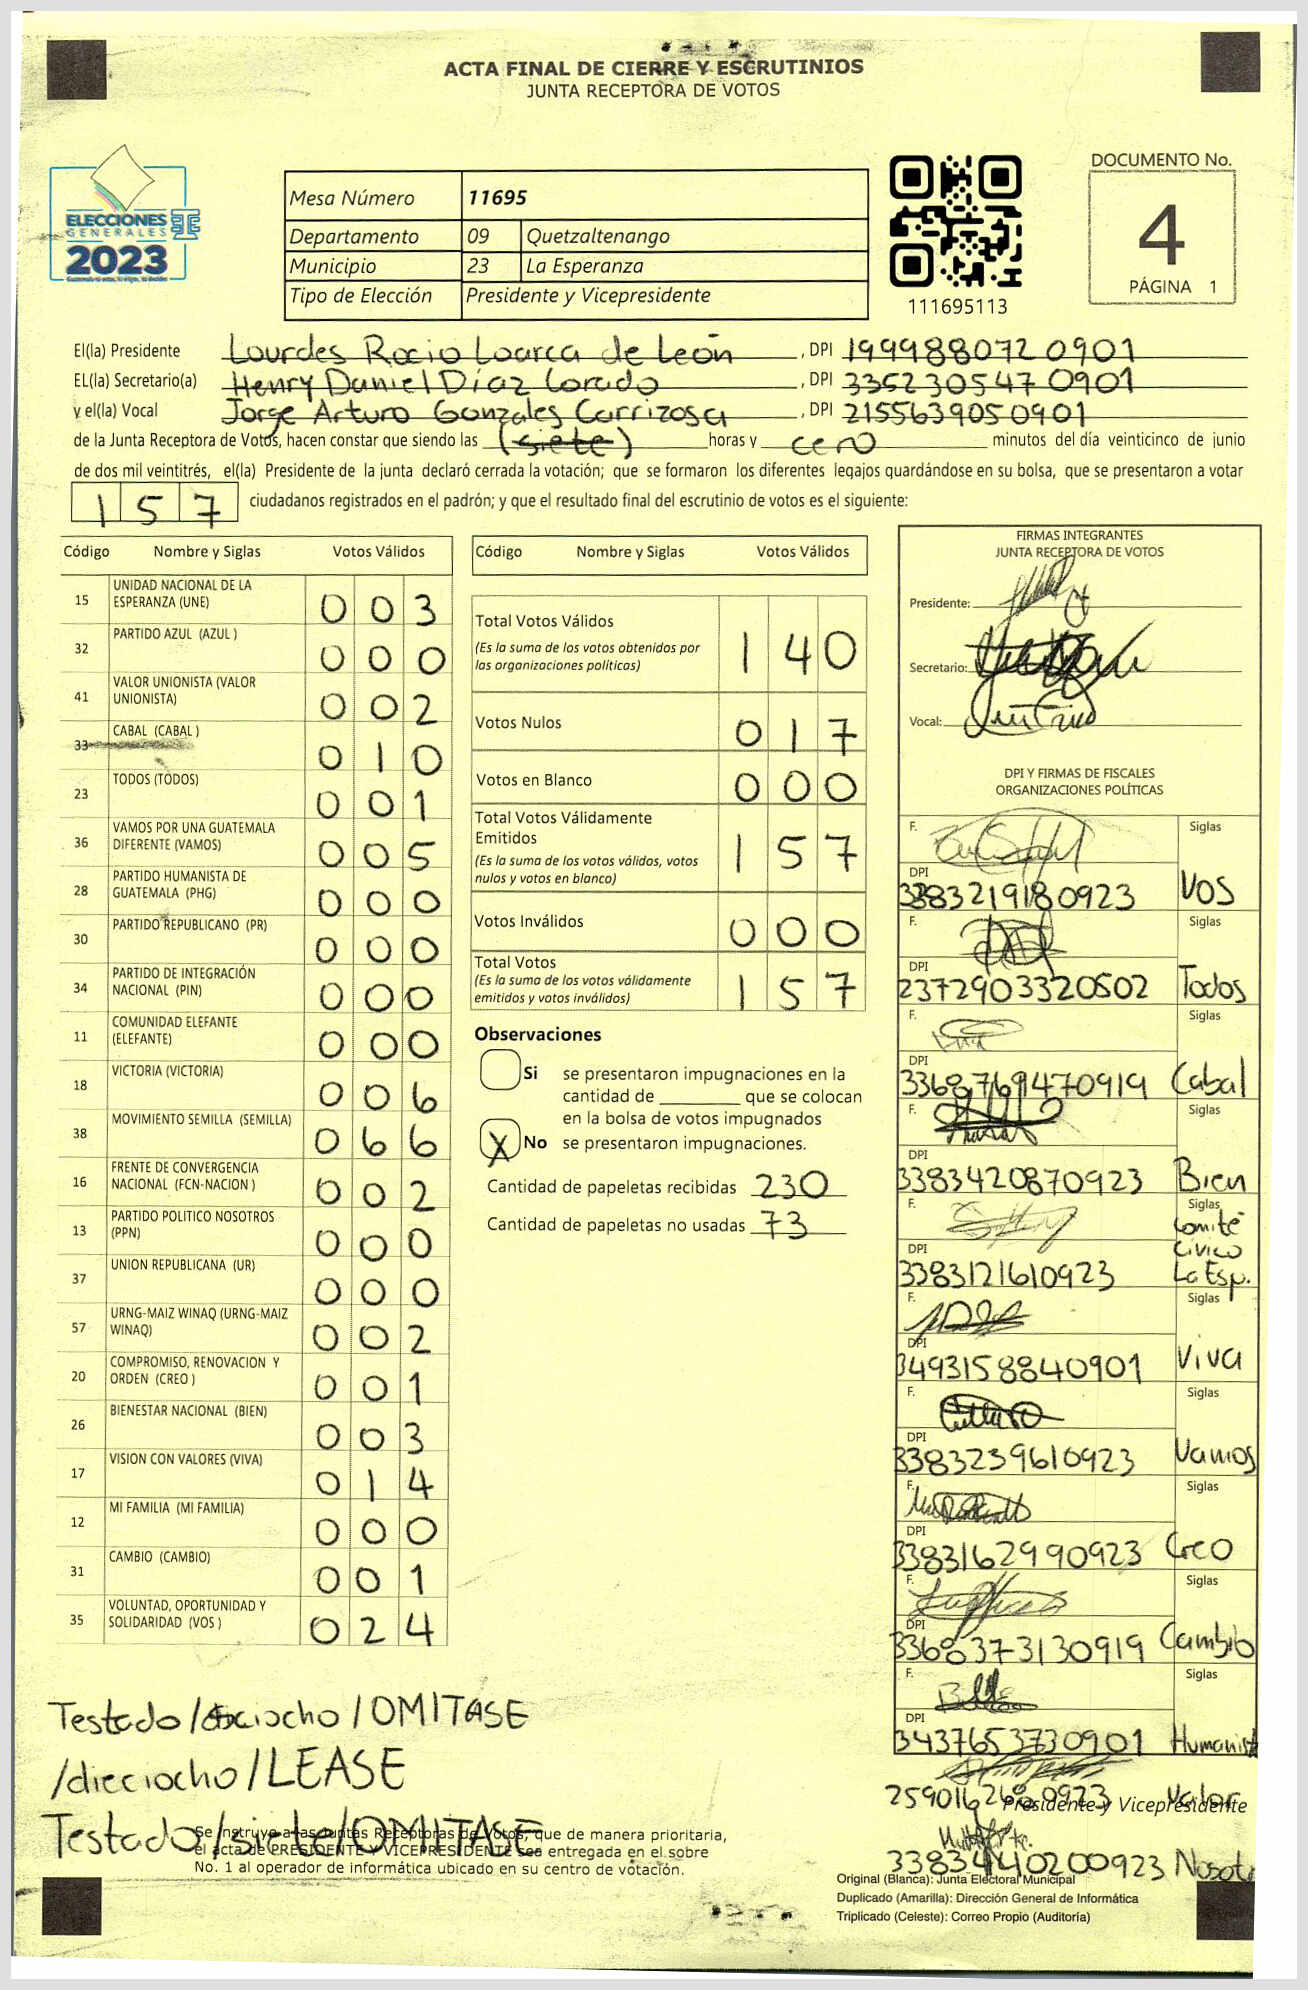 ACTA FINAL DE CIERRE Y ESCRUTINIOS
JUNTA RECEPTORA DE VOTOS
ELECCIONES
GENERALES
2023
Mesa Número 11695
Departamento 09 Quetzaltenango
Municipio 23 La Esperanza
Tipo de Elección Presidente y Vicepresidente
111695113
DOCUMENTO No.
4
PÁGINA 1
El(la) Presidente Lourdes Rocio Loarca de León, DPI 199988072 0901
EL(la) Secretario(a) Henry Daniel Díaz Lorado, DPI 335230547 0901
y el(la) Vocal Jorge Arturo Gonzales Carrizosa, DPI 215563905 0901
de la Junta Receptora de Votos, hacen constar que siendo las (siete) horas y cero minutos del día veinticinco de junio
de dos mil veintitrés, el(la) Presidente de la junta declaró cerrada la votación; que se formaron los diferentes legajos quardándose en su bolsa, que se presentaron a votar
157 ciudadanos registrados en el padrón; y que el resultado final del escrutinio de votos es el siguiente:
Código Nombre y Siglas Votos Válidos
15 UNIDAD NACIONAL DE LA ESPERANZA (UNE) 003
32 PARTIDO AZUL (AZUL ) 000
41 VALOR UNIONISTA (VALOR UNIONISTA) 002
33 CABAL (CABAL ) 010
23 TODOS (TODOS) 001
36 VAMOS POR UNA GUATEMALA DIFERENTE (VAMOS) 005
28 PARTIDO HUMANISTA DE GUATEMALA (PHG) 000
30 PARTIDO REPUBLICANO (PR) 000
34 PARTIDO DE INTEGRACIÓN NACIONAL (PIN) 000
11 COMUNIDAD ELEFANTE (ELEFANTE) 000
18 VICTORIA (VICTORIA) 006
38 MOVIMIENTO SEMILLA (SEMILLA) 066
16 FRENTE DE CONVERGENCIA NACIONAL (FCN-NACION ) 002
13 PARTIDO POLITICO NOSOTROS (PPN) 000
37 UNION REPUBLICANA (UR) 000
57 URNG-MAIZ WINAQ (URNG-MAIZ WINAQ) 002
20 COMPROMISO, RENOVACION Y ORDEN (CREO ) 001
26 BIENESTAR NACIONAL (BIEN) 003
17 VISION CON VALORES (VIVA) 014
12 MI FAMILIA (MI FAMILIA) 000
31 CAMBIO (CAMBIO) 001
35 VOLUNTAD, OPORTUNIDAD Y SOLIDARIDAD (VOS ) 024
Código Nombre y Siglas Votos Válidos
Total Votos Válidos 140
(Es la suma de los votos obtenidos por
las organizaciones políticas)
Votos Nulos 017
Votos en Blanco 000
Total Votos Válidamente
Emitidos 157
(Es la suma de los votos válidos, votos
nulos y votos en blanco)
Votos Inválidos 000
Total Votos 157
(Es la suma de los votos válidamente
emitidos y votos inválidos)
Observaciones
Si se presentaron impugnaciones en la
cantidad de ________ que se colocan
en la bolsa de votos impugnados
X No se presentaron impugnaciones.
Cantidad de papeletas recibidas 230
Cantidad de papeletas no usadas 73
FIRMAS INTEGRANTES
JUNTA RECEPTORA DE VOTOS
Presidente:
Secretario:
Vocal:
DPI Y FIRMAS DE FISCALES
ORGANIZACIONES POLÍTICAS
F. Siglas
DPI 3383219180923 VOS
F. Siglas
DPI 2372903320502 Todos
F. Siglas
DPI 3368769470919 Cabal
F. Siglas
DPI 3383420870923 Bien
F. Siglas
DPI 3383121610923 Comité Civico La Esp.
F. Siglas
DPI 3493158840901 Viva
F. Siglas
DPI 3383239610923 Vamos
F. Siglas
DPI 3383162990923 Creo
F. Siglas
DPI 3368373130919 Cambio
F. Siglas
DPI 3437653730901 Humanist
2590162680923 Valor
Presidente y Vicepresidente
3383440200923 Nosot
Testado/dociocho/OMITASE
/dieciocho/LEASE
Testado/siete/OMITASE
Se instruye a las Juntas Receptoras de Votos, que de manera prioritaria,
el acta de PRESIDENTE Y VICEPRESIDENTE sea entregada en el sobre
No. 1 al operador de informática ubicado en su centro de votación.
Original (Blanca): Junta Electoral Municipal
Duplicado (Amarilla): Dirección General de Informática
Triplicado (Celeste): Correo Propio (Auditoría)